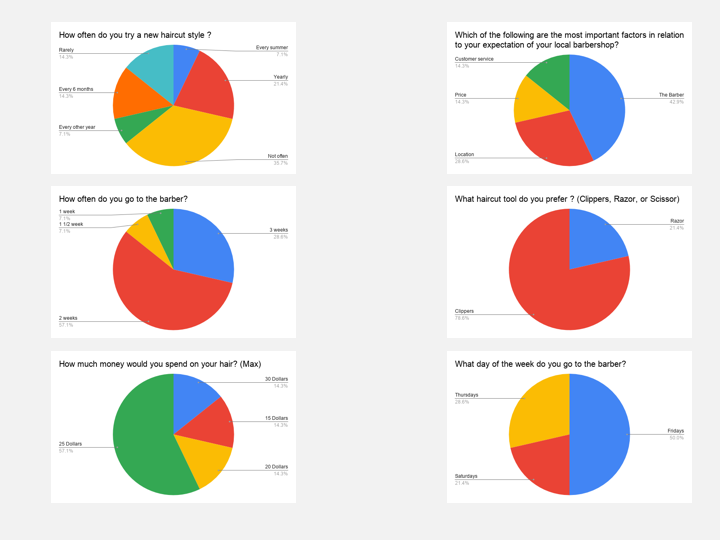 How often do you try a new haircut style ?
Rarely
14.3%
Every summer
7.1%
Yearly
21.4%
Every 6 months
14.3%
Every other year
7.1%
Not often
35.7%
Which of the following are the most important factors in relation
to your expectation of your local barbershop?
Customer service
14.3%
Price
14.3%
The Barber
42.9%
Location
28.6%
How often do you go to the barber?
1 week
7.1%
1 1/2 week
7.1%
3 weeks
28.6%
2 weeks
57.1%
What haircut tool do you prefer ? (Clippers, Razor, or Scissor)
Razor
21.4%
Clippers
78.6%
How much money would you spend on your hair? (Max)
30 Dollars
14.3%
15 Dollars
14.3%
25 Dollars
57.1%
20 Dollars
14.3%
What day of the week do you go to the barber?
Thursdays
28.6%
Fridays
50.0%
Saturdays
21.4%